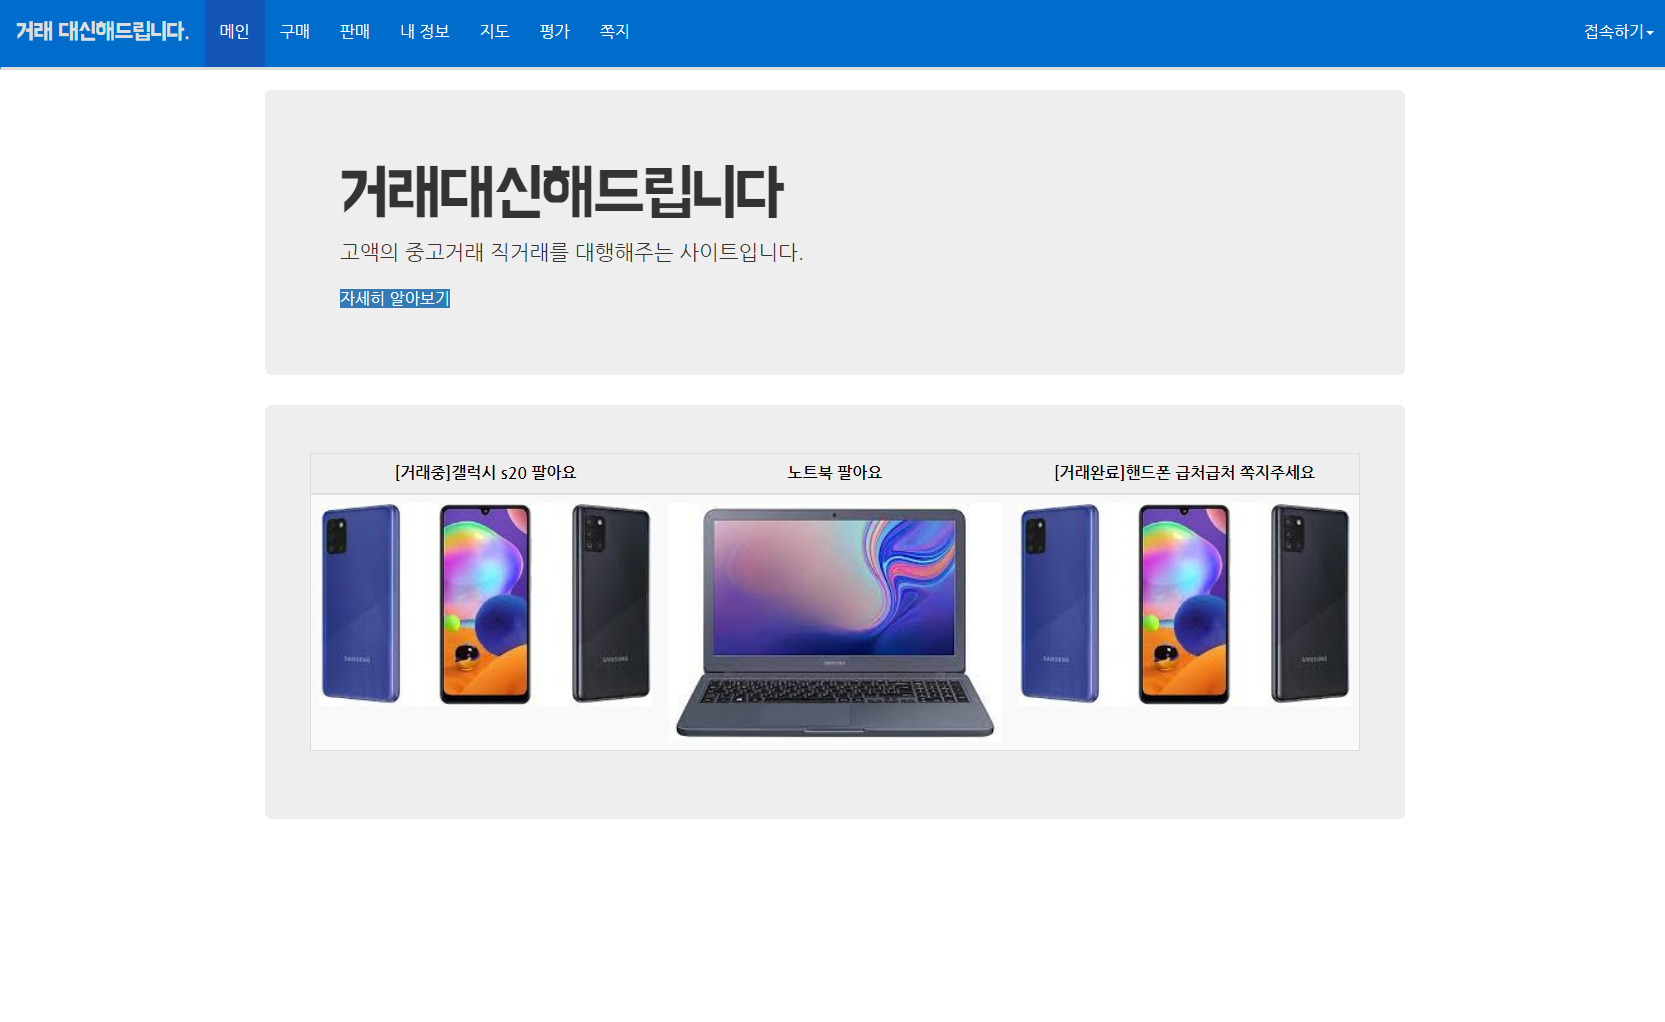 거래 대신해드립니다. 메인 구매 판매 내 정보 지도 평가 쪽지 접속하기
거래대신해드립니다
고액의 중고거래 직거래를 대행해주는 사이트입니다.
자세히 알아보기
[거래중]갤럭시 s20 팔아요 노트북 팔아요 [거래완료]핸드폰 급처급처 쪽지주세요
SAMSUNG SAMSUNG SAMSUNG SAMSUNG SAMSUNG